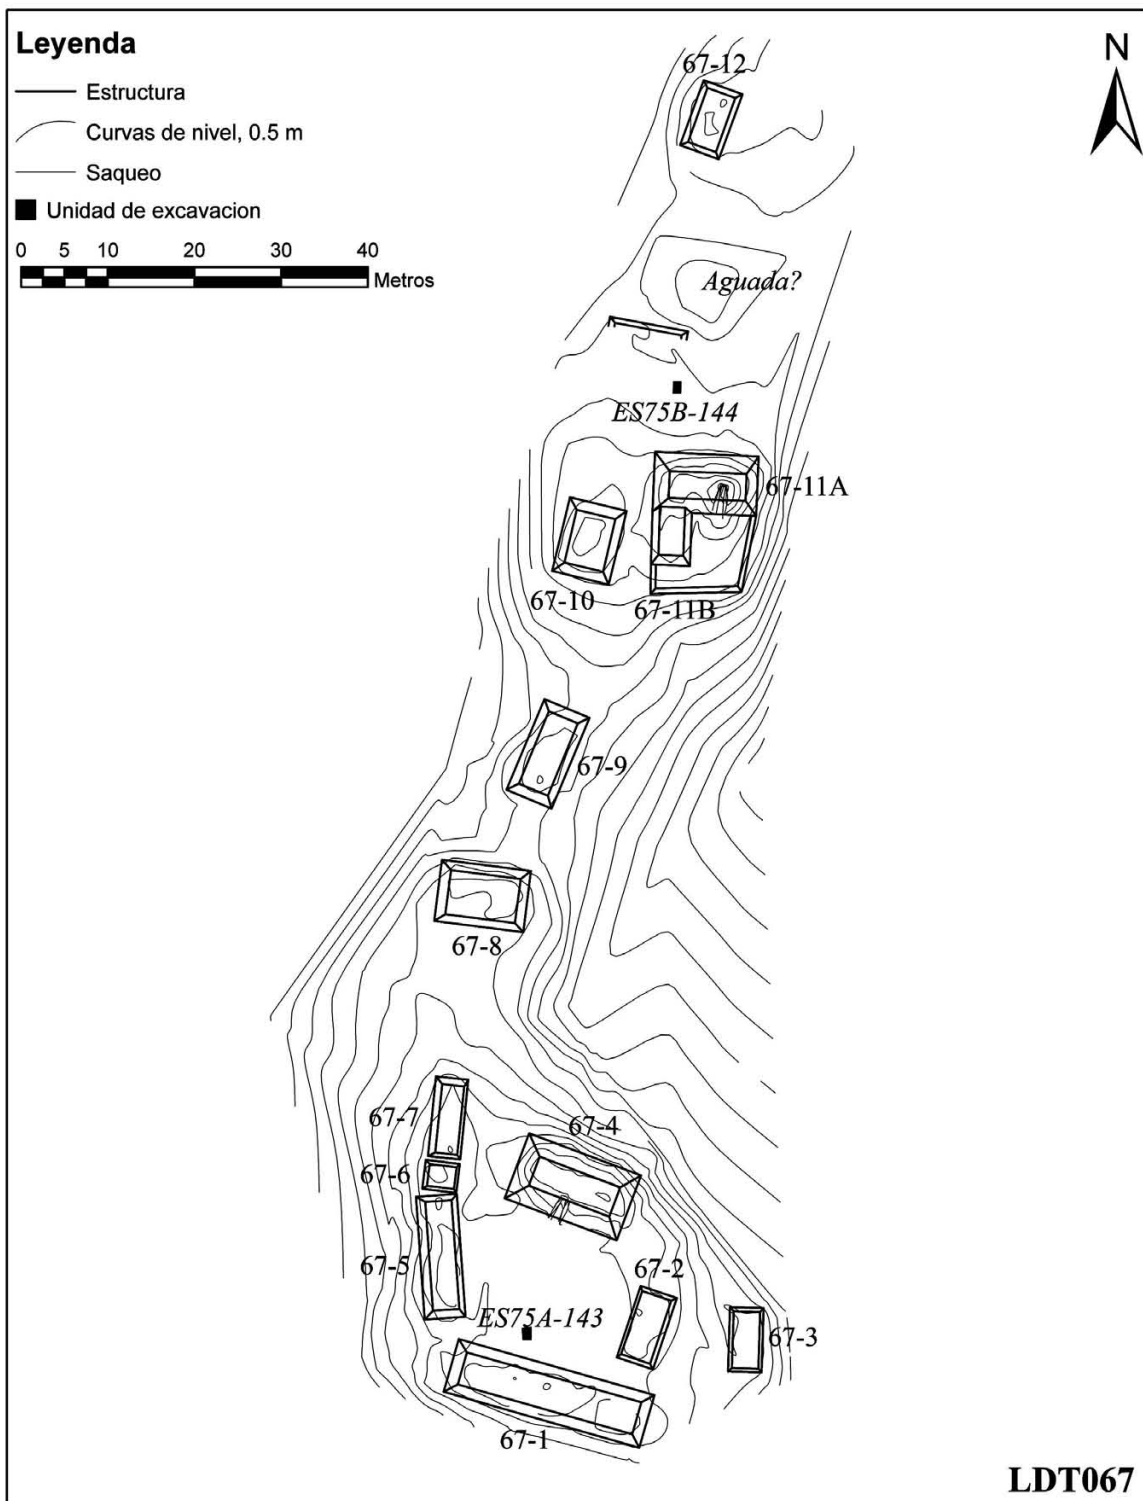 Leyenda
Estructura
Curvas de nivel, 0.5 m
Saqueo
Unidad de excavacion
0 5 10 20 30 40
Metros
N
67-12
Aguada?
ES75B-144
67-11A
67-10
67-11B
67-9
67-8
67-7
67-4
67-6
67-5
67-2
ES75A-143
67-3
67-1
LDT067